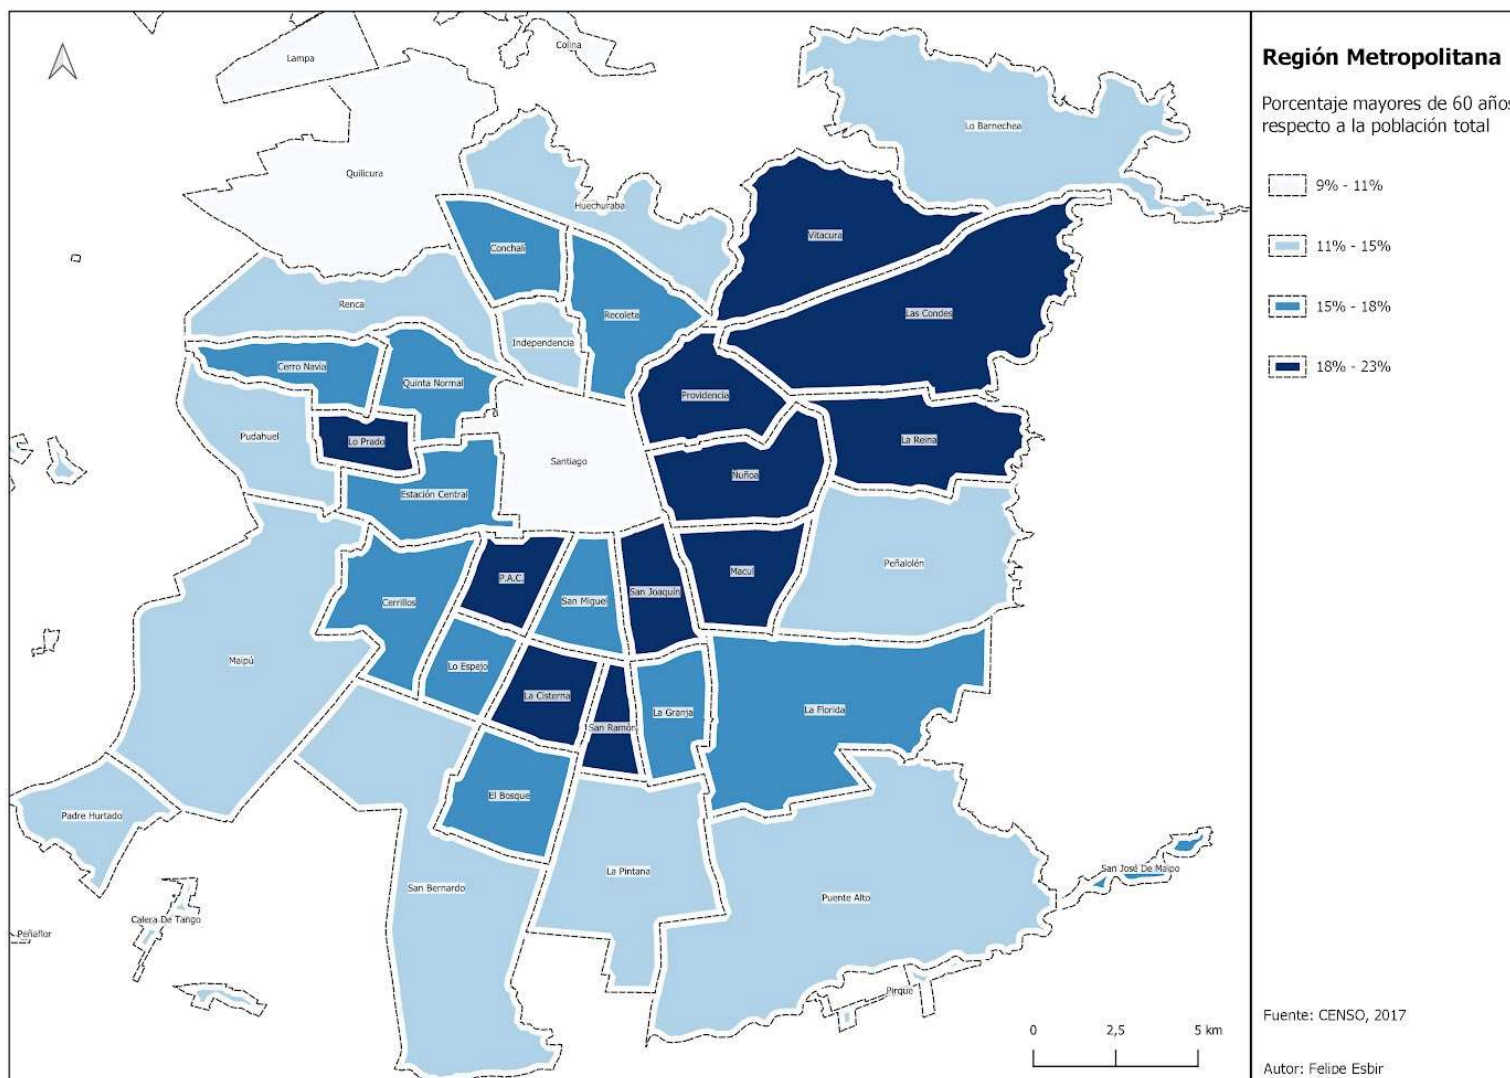 Región Metropolitana
Porcentaje mayores de 60 años
respecto a la población total
9% - 11%
11% - 15%
15% - 18%
18% - 23%
Fuente: CENSO, 2017
Autor: Felipe Esbir
Colina
Lampa
Lo Barnechea
Quilicura
Huechuraba
Vitacura
Conchalí
Renca
Recoleta
Las Condes
Independencia
Cerro Navia
Quinta Normal
Providencia
Pudahuel
Lo Prado
La Reina
Santiago
Ñuñoa
Estación Central
Peñalolén
P.A.C.
Macul
San Joaquín
Cerrillos
San Miguel
Maipú
Lo Espejo
La Cisterna
La Granja
La Florida
San Ramón
El Bosque
Padre Hurtado
San José De Maipo
La Pintana
San Bernardo
Puente Alto
Calera De Tango
Peñaflor
Pirque
0 2,5 5 km